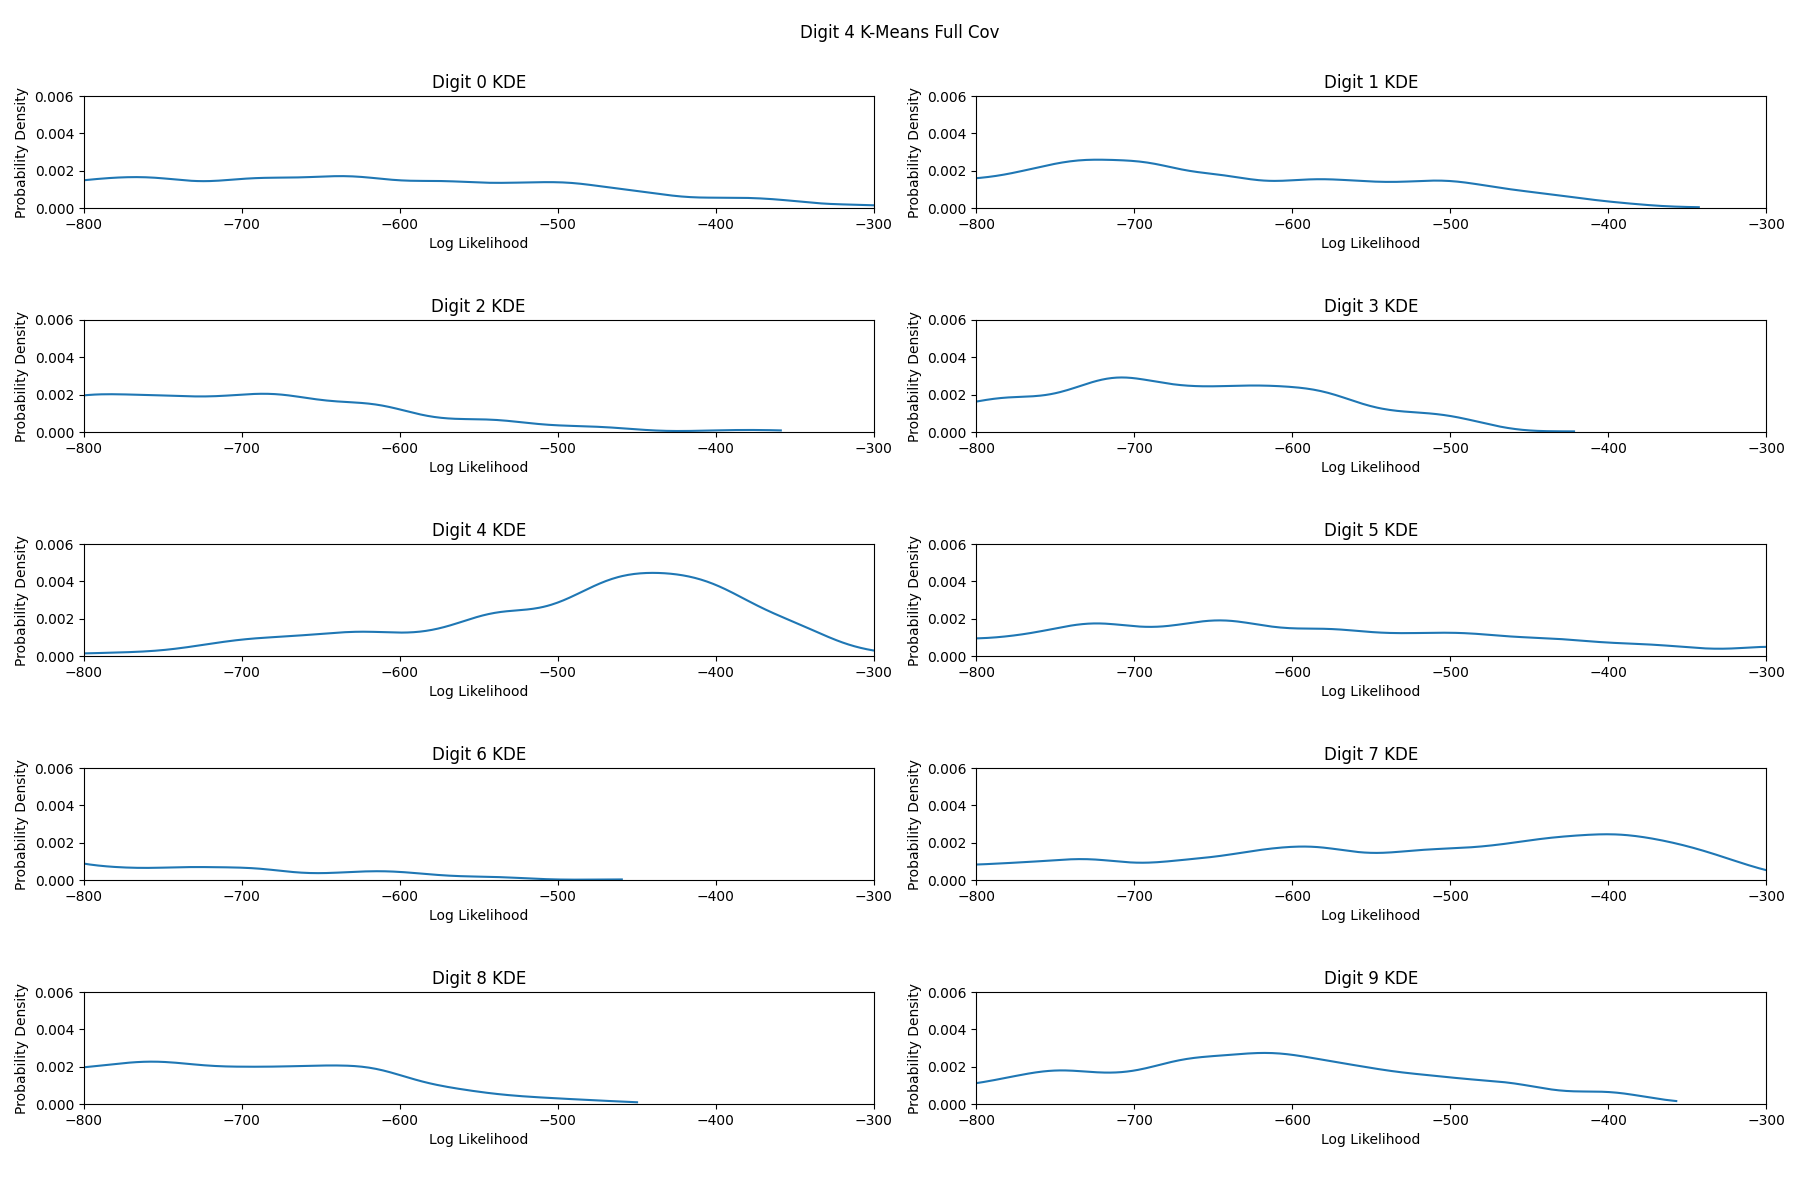 Digit 4 K-Means Full Cov
Digit 0 KDE
Probability Density
0.006
0.004
0.002
0.000
−800 −700 −600 −500 −400 −300
Log Likelihood
Digit 1 KDE
Probability Density
0.006
0.004
0.002
0.000
−800 −700 −600 −500 −400 −300
Log Likelihood
Digit 2 KDE
Probability Density
0.006
0.004
0.002
0.000
−800 −700 −600 −500 −400 −300
Log Likelihood
Digit 3 KDE
Probability Density
0.006
0.004
0.002
0.000
−800 −700 −600 −500 −400 −300
Log Likelihood
Digit 4 KDE
Probability Density
0.006
0.004
0.002
0.000
−800 −700 −600 −500 −400 −300
Log Likelihood
Digit 5 KDE
Probability Density
0.006
0.004
0.002
0.000
−800 −700 −600 −500 −400 −300
Log Likelihood
Digit 6 KDE
Probability Density
0.006
0.004
0.002
0.000
−800 −700 −600 −500 −400 −300
Log Likelihood
Digit 7 KDE
Probability Density
0.006
0.004
0.002
0.000
−800 −700 −600 −500 −400 −300
Log Likelihood
Digit 8 KDE
Probability Density
0.006
0.004
0.002
0.000
−800 −700 −600 −500 −400 −300
Log Likelihood
Digit 9 KDE
Probability Density
0.006
0.004
0.002
0.000
−800 −700 −600 −500 −400 −300
Log Likelihood